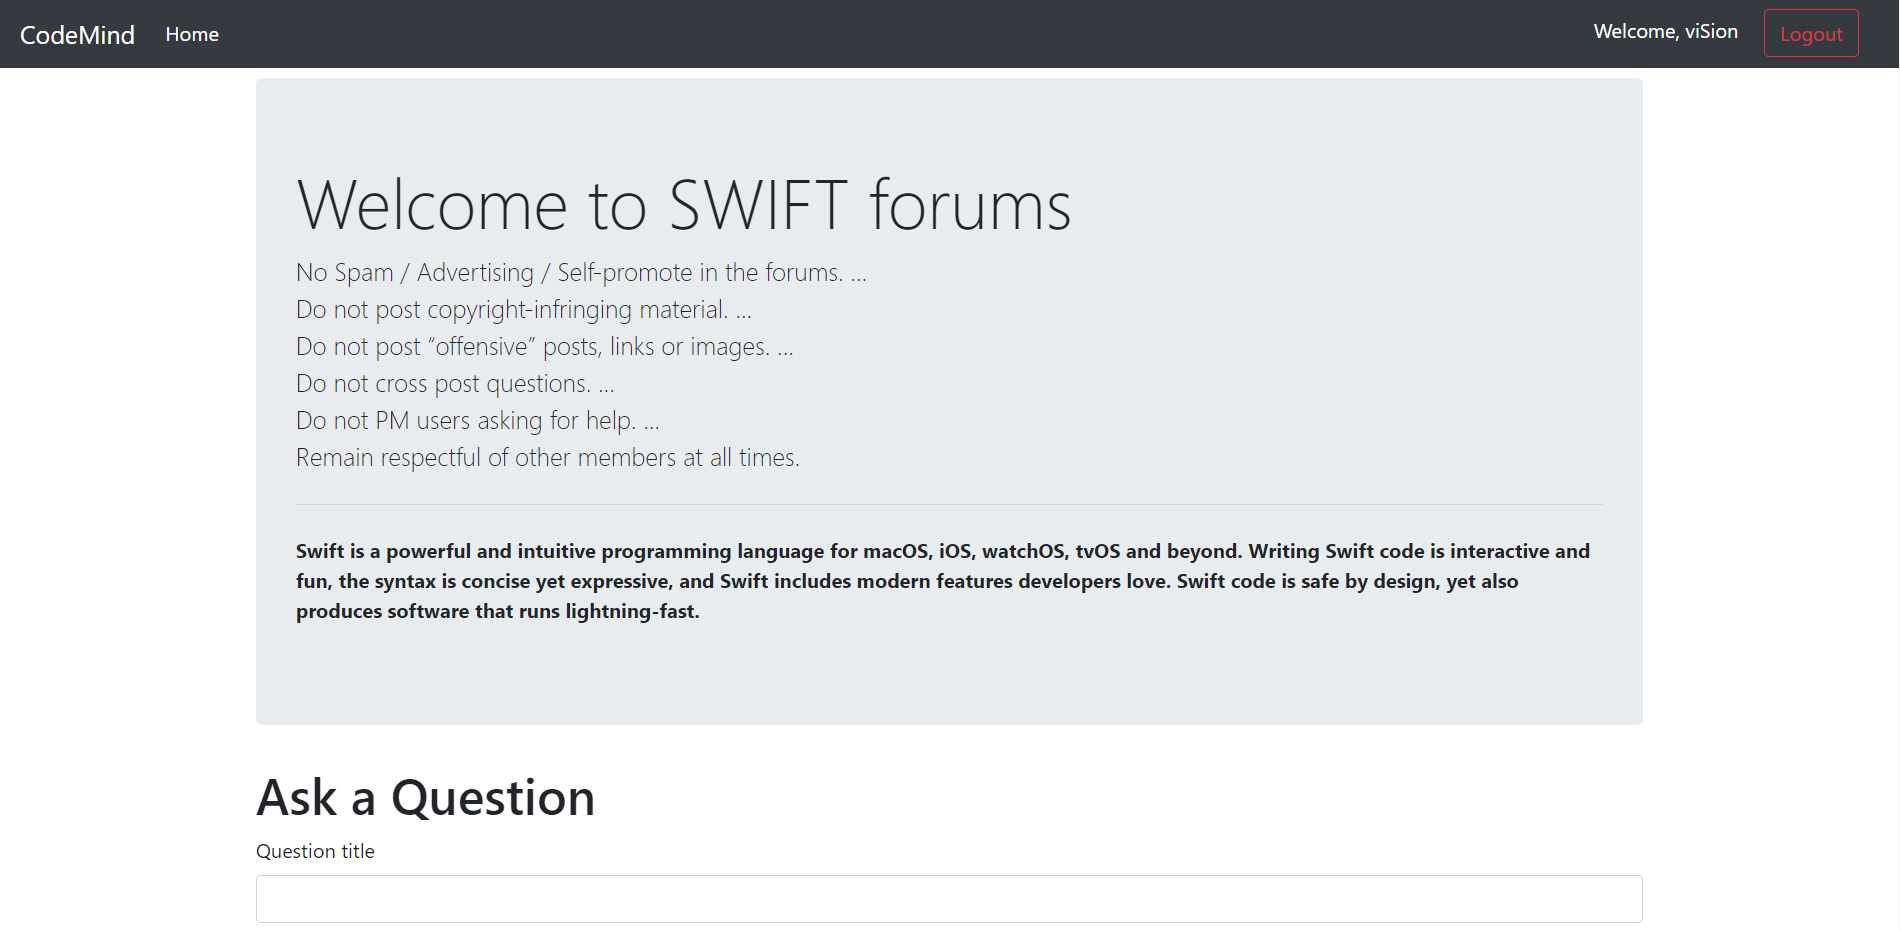 CodeMind Home Welcome, viSion Logout
Welcome to SWIFT forums
No Spam / Advertising / Self-promote in the forums. ...
Do not post copyright-infringing material. ...
Do not post “offensive” posts, links or images. ...
Do not cross post questions. ...
Do not PM users asking for help. ...
Remain respectful of other members at all times.
Swift is a powerful and intuitive programming language for macOS, iOS, watchOS, tvOS and beyond. Writing Swift code is interactive and
fun, the syntax is concise yet expressive, and Swift includes modern features developers love. Swift code is safe by design, yet also
produces software that runs lightning-fast.
Ask a Question
Question title